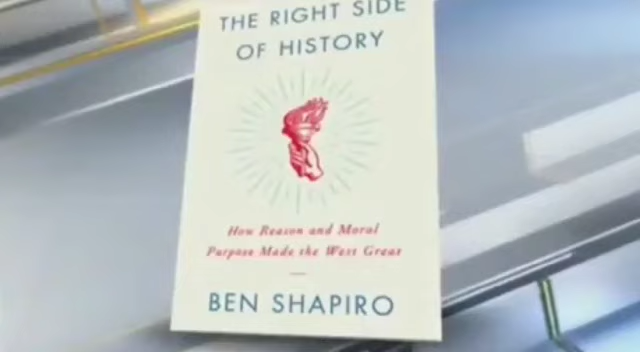 THE RIGHT SIDE
OF HISTORY
How Reason and Moral
Purpose Made the West Great
BEN SHAPIRO